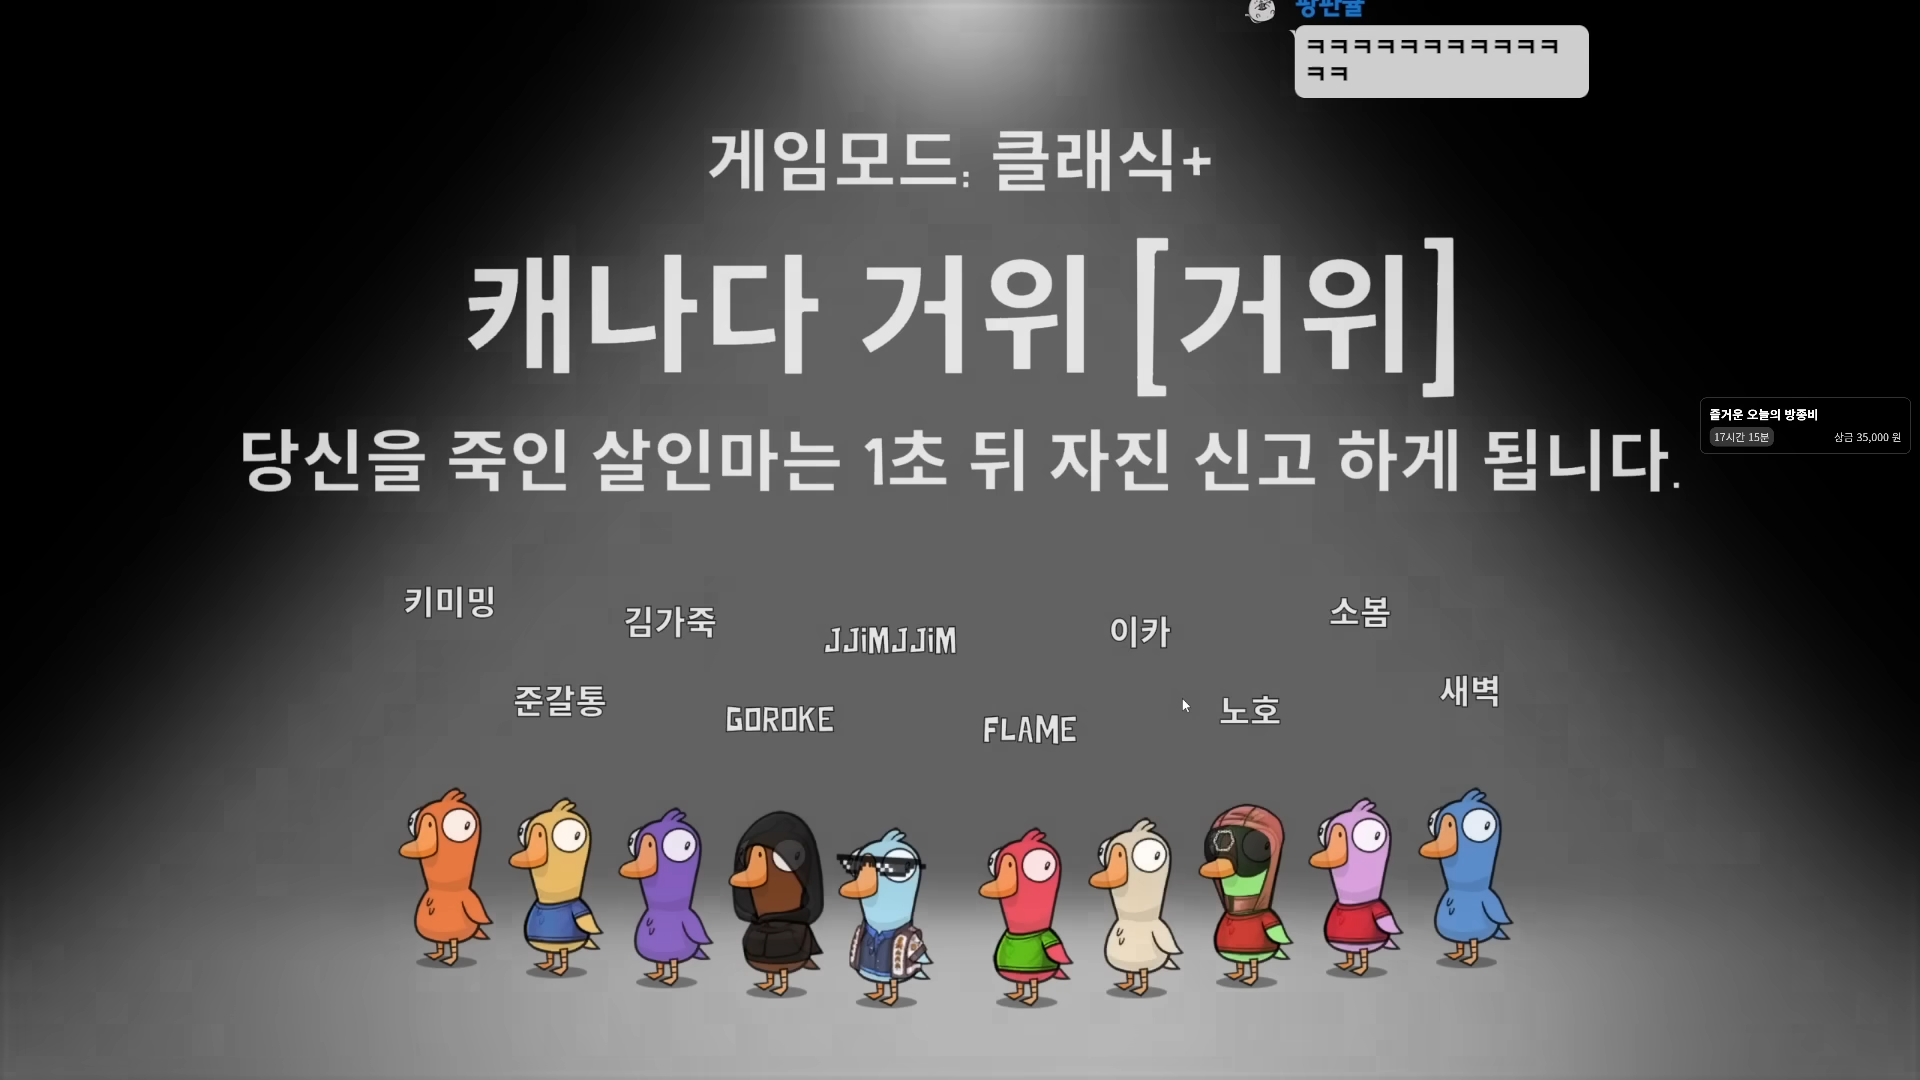 팡판귤
ㅋㅋㅋㅋㅋㅋㅋㅋㅋㅋㅋ
ㅋㅋ
게임모드: 클래식+
캐나다 거위 [거위]
당신을 죽인 살인마는 1초 뒤 자진 신고 하게 됩니다.
즐거운 오늘의 방종비
17시간 15분 상금 35,000 원
키미밍
김가죽
JJiMJJiM
이카
소봄
준갈통
GOROKE
FLAME
노호
새벽